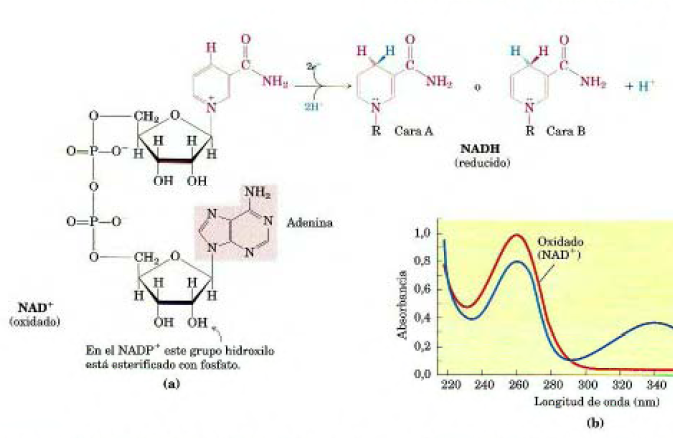 H
O
C
NH₂
N
+
2e⁻
2H⁺
H H
O
C
NH₂
N
R Cara A
o
H H
O
C
NH₂
N
R Cara B
+ H⁺
NADH
(reducido)
O
CH₂
O
O=P—O⁻
H H
H H
OH OH
O
O=P—O⁻
O
CH₂
O
H H
H H
OH OH
NH₂
N
N
N
N
Adenina
NAD⁺
(oxidado)
En el NADP⁺ este grupo hidroxilo
está esterificado con fosfato.
(a)
Absorbancia
1,0
0,8
0,6
0,4
0,2
0,0
Oxidado
(NAD⁺)
220 240 260 280 300 320 340
Longitud de onda (nm)
(b)